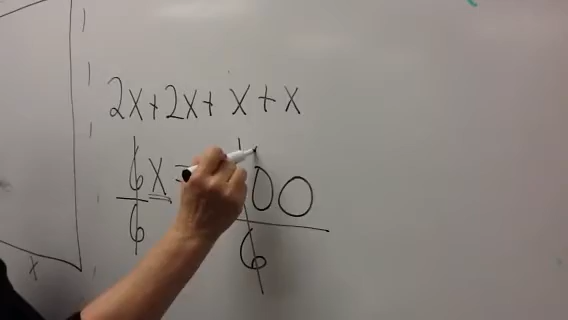 2x+2x+x+x
6x = 00
6 6
x